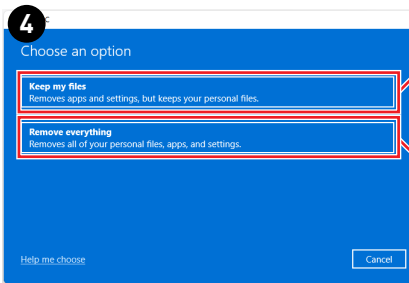 4
Choose an option
Keep my files
Removes apps and settings, but keeps your personal files.
Remove everything
Removes all of your personal files, apps, and settings.
Help me choose
Cancel